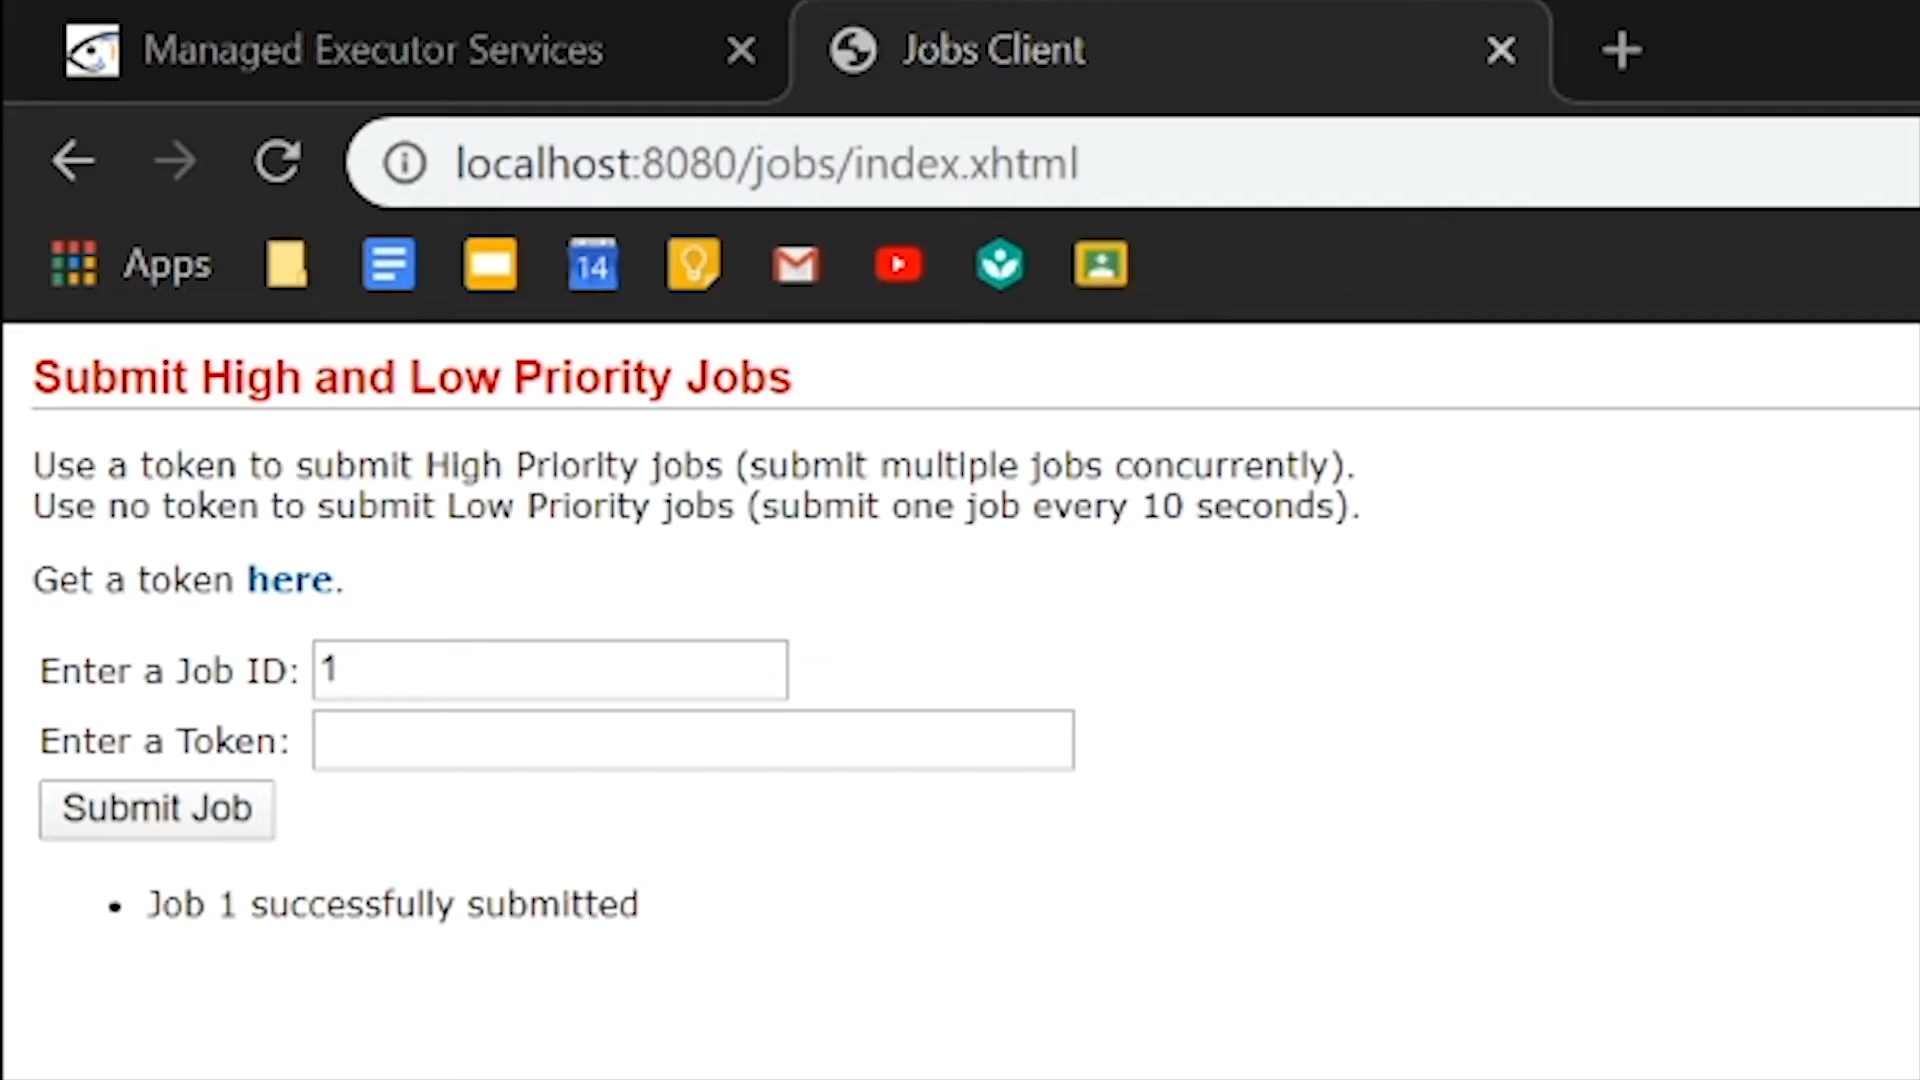 Managed Executor Services
Jobs Client
localhost:8080/jobs/index.xhtml
Apps
14
Submit High and Low Priority Jobs
Use a token to submit High Priority jobs (submit multiple jobs concurrently).
Use no token to submit Low Priority jobs (submit one job every 10 seconds).
Get a token here.
Enter a Job ID: 1
Enter a Token:
Submit Job
• Job 1 successfully submitted